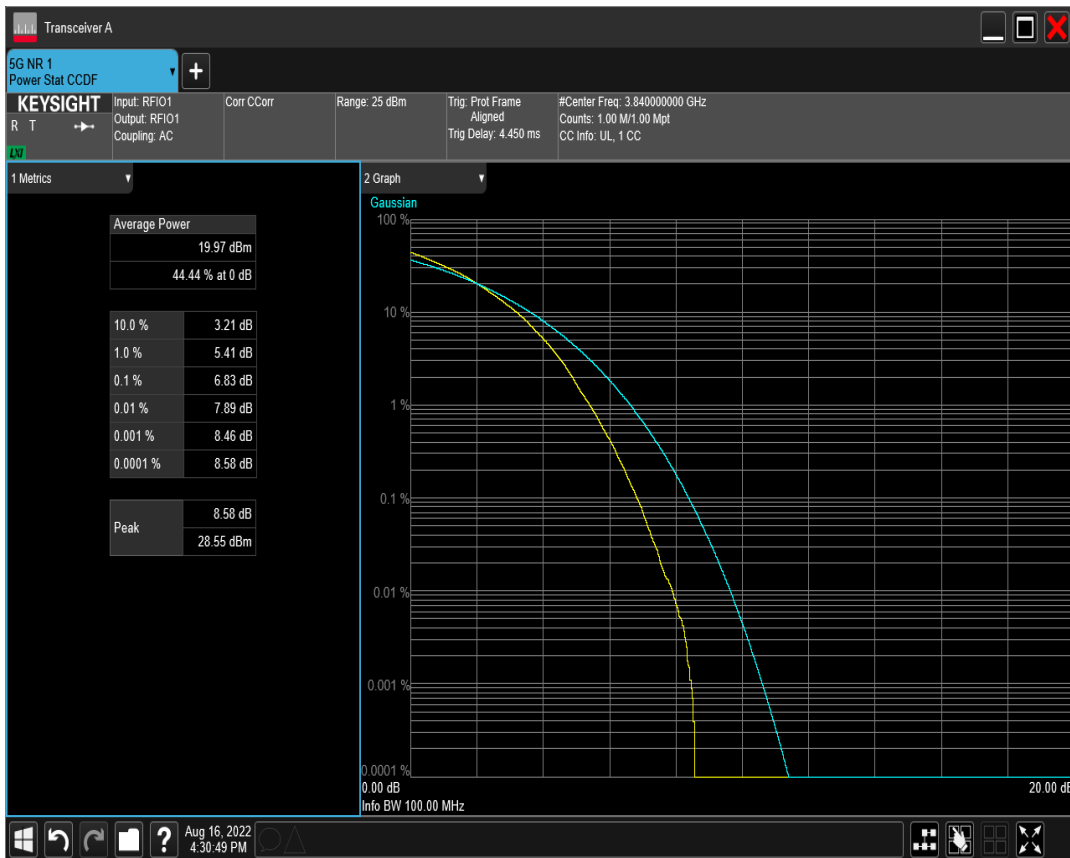 Transceiver A
5G NR 1
Power Stat CCDF
KEYSIGHT
R T
LXI
Input: RFIO1
Output: RFIO1
Coupling: AC
Corr CCorr
Range: 25 dBm
Trig: Prot Frame
Aligned
Trig Delay: 4.450 ms
#Center Freq: 3.840000000 GHz
Counts: 1.00 M/1.00 Mpt
CC Info: UL, 1 CC
1 Metrics
Average Power
19.97 dBm
44.44 % at 0 dB
10.0 % 3.21 dB
1.0 % 5.41 dB
0.1 % 6.83 dB
0.01 % 7.89 dB
0.001 % 8.46 dB
0.0001 % 8.58 dB
Peak
8.58 dB
28.55 dBm
2 Graph
Gaussian
100 %
10 %
1 %
0.1 %
0.01 %
0.001 %
0.0001 %
0.00 dB 20.00 dB
Info BW 100.00 MHz
?
Aug 16, 2022
4:30:49 PM